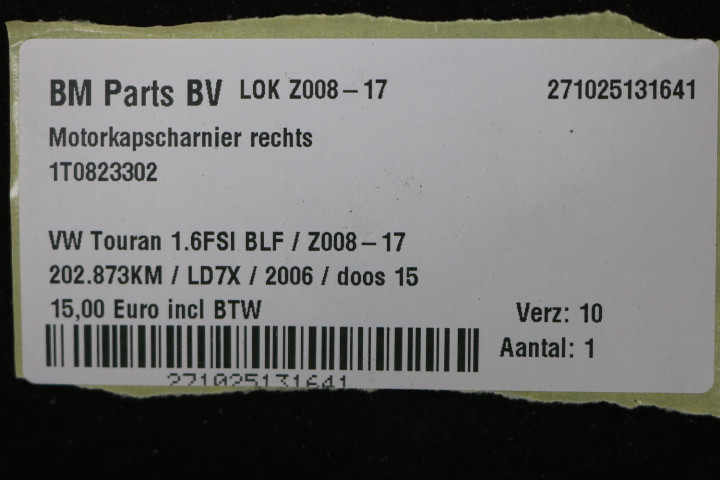 BM Parts BV LOK Z008-17 271025131641
Motorkapscharnier rechts
1T0823302
VW Touran 1.6FSI BLF / Z008-17
202.873KM / LD7X / 2006 / doos 15
15,00 Euro incl BTW
Verz: 10
Aantal: 1
271025131641